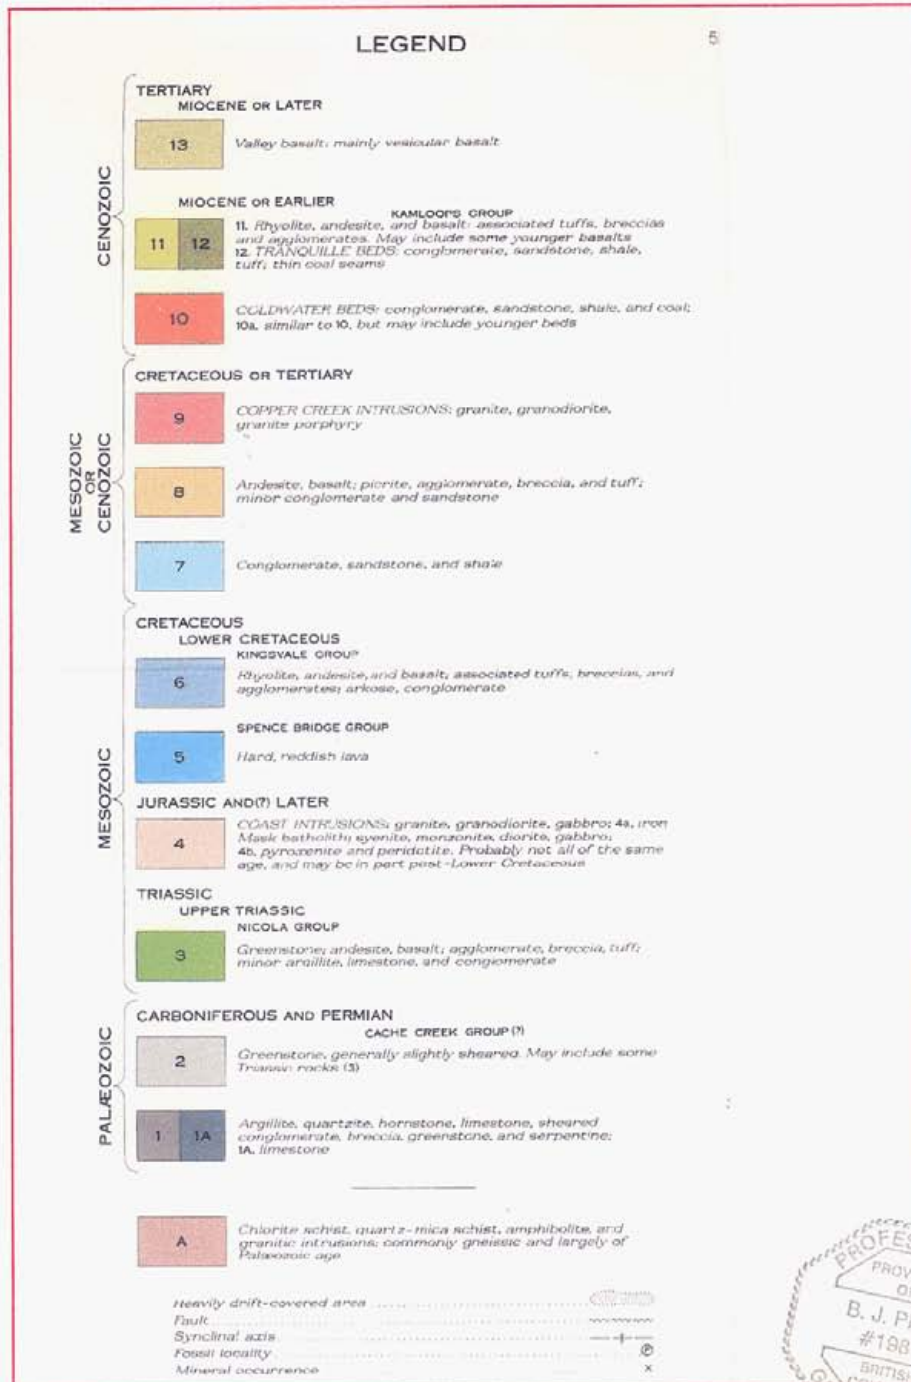 LEGEND
5
CENOZOIC
TERTIARY
MIOCENE OR LATER
13
Valley basalt; mainly vesicular basalt
MIOCENE OR EARLIER
KAMLOOPS GROUP
11 12
11. Rhyolite, andesite, and basalt; associated tuffs, breccias
and agglomerates. May include some younger basalts
12. TRANQUILLE BEDS: conglomerate, sandstone, shale,
tuff; thin coal seams
10
COLDWATER BEDS: conglomerate, sandstone, shale, and coal;
10a, similar to 10, but may include younger beds
MESOZOIC
OR
CENOZOIC
CRETACEOUS OR TERTIARY
9
COPPER CREEK INTRUSIONS: granite, granodiorite,
granite porphyry
8
Andesite, basalt; picrite, agglomerate, breccia, and tuff;
minor conglomerate and sandstone
7
Conglomerate, sandstone, and shale
MESOZOIC
CRETACEOUS
LOWER CRETACEOUS
KINGSVALE GROUP
6
Rhyolite, andesite, and basalt; associated tuffs, breccias, and
agglomerates; arkose, conglomerate
SPENCE BRIDGE GROUP
5
Hard, reddish lava
JURASSIC AND(?) LATER
4
COAST INTRUSIONS: granite, granodiorite, gabbro; 4a, Iron
Mask batholith: syenite, monzonite, diorite, gabbro;
4b, pyroxenite and peridotite. Probably not all of the same
age, and may be in part post-Lower Cretaceous
TRIASSIC
UPPER TRIASSIC
NICOLA GROUP
3
Greenstone; andesite, basalt; agglomerate, breccia, tuff;
minor argillite, limestone, and conglomerate
PALÆOZOIC
CARBONIFEROUS AND PERMIAN
CACHE CREEK GROUP (?)
2
Greenstone, generally slightly sheared. May include some
Triassic rocks (3)
1 1A
Argillite, quartzite, hornstone, limestone, sheared
conglomerate, breccia, greenstone, and serpentine;
1A, limestone
A
Chlorite schist, quartz-mica schist, amphibolite, and
granitic intrusions; commonly gneissic and largely of
Palæozoic age
Heavily drift-covered area
Fault
Synclinal axis
Fossil locality F
Mineral occurrence x
PROFES
PROV
B. J. P
#198
BRITIS